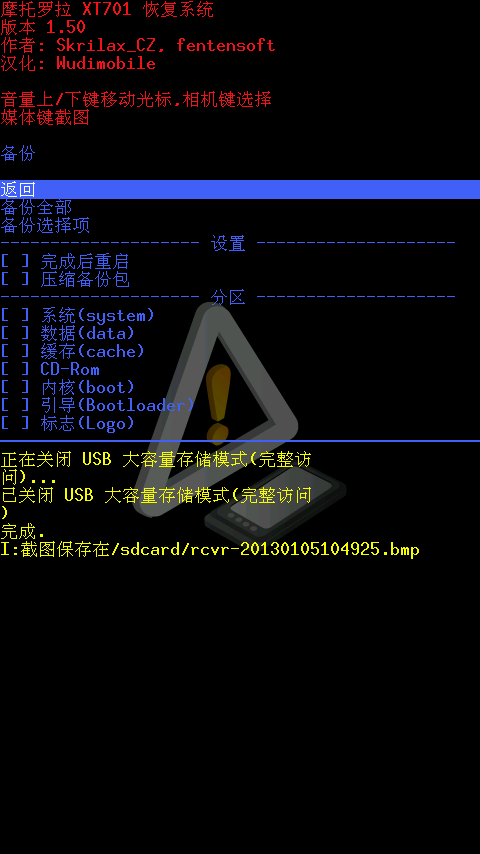 摩托罗拉 XT701 恢复系统
版本 1.50
作者: Skrilax_CZ, fentensoft
汉化: Wudimobile
音量上/下键移动光标,相机键选择
媒体键截图
备份
返回
备份全部
备份选择项
-------------------- 设置 --------------------
[ ] 完成后重启
[ ] 压缩备份包
-------------------- 分区 --------------------
[ ] 系统(system)
[ ] 数据(data)
[ ] 缓存(cache)
[ ] CD-Rom
[ ] 内核(boot)
[ ] 引导(Bootloader)
[ ] 标志(Logo)
正在关闭 USB 大容量存储模式(完整访
问)...
已关闭 USB 大容量存储模式(完整访问
)
完成.
I:截图保存在/sdcard/rcvr-20130105104925.bmp